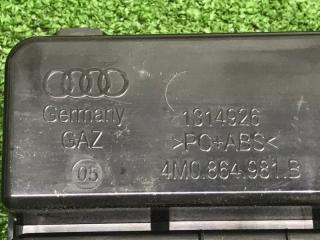 Germany
GAZ
05
1314926
>PC+ABS<
4M0.864.981.B